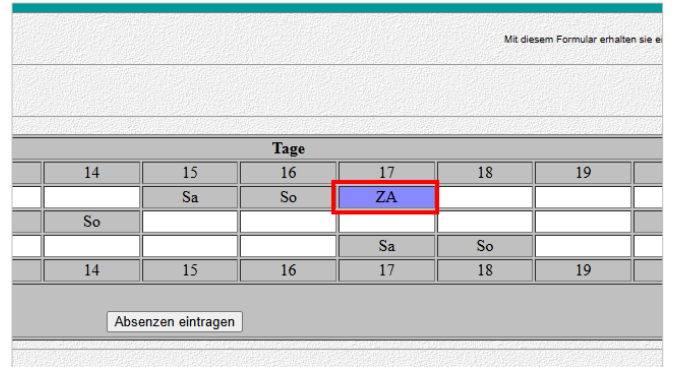 Mit diesem Formular erhalten sie
Tage
14 15 16 17 18 19
Sa So ZA
So
Sa So
14 15 16 17 18 19
Absenzen eintragen